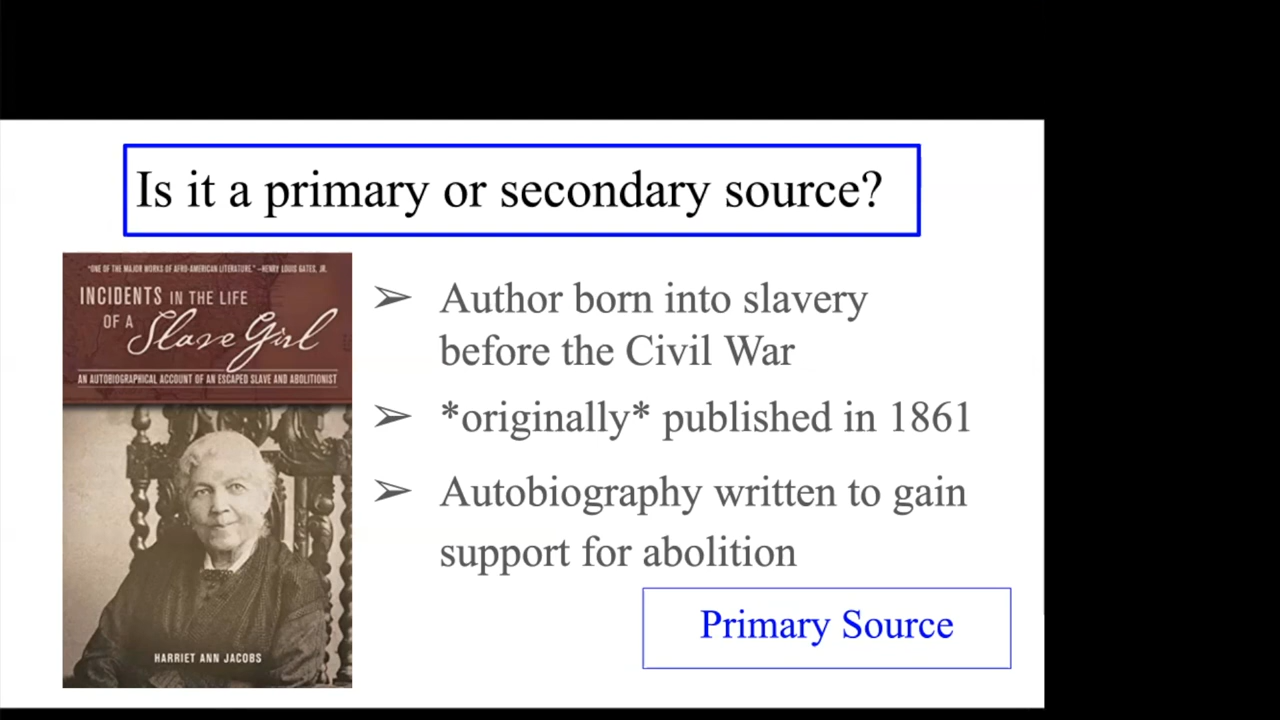 Is it a primary or secondary source?
"ONE OF THE MAJOR WORKS OF AFRO-AMERICAN LITERATURE." —HENRY LOUIS GATES, JR.
INCIDENTS IN THE LIFE
OF A Slave Girl
AN AUTOBIOGRAPHICAL ACCOUNT OF AN ESCAPED SLAVE AND ABOLITIONIST
HARRIET ANN JACOBS
➢ Author born into slavery
before the Civil War
➢ *originally* published in 1861
➢ Autobiography written to gain
support for abolition
Primary Source